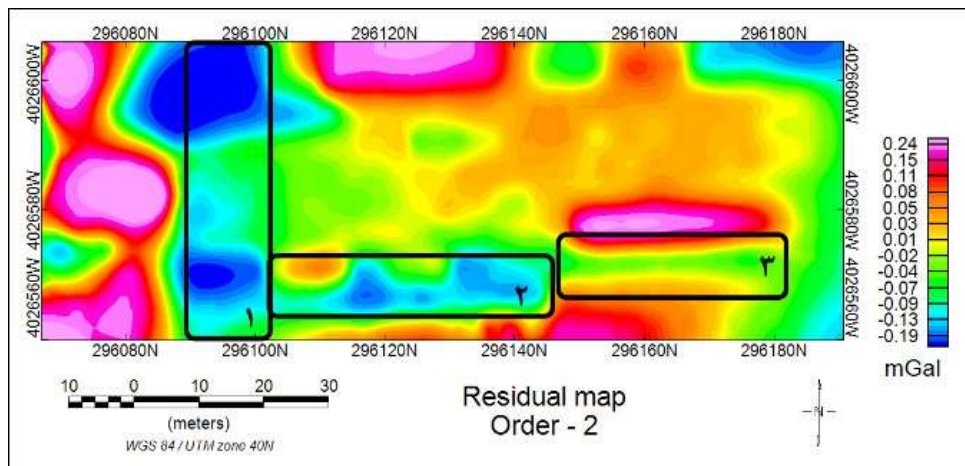 296080N 296100N 296120N 296140N 296160N 296180N
4026600W 4026600W
4026580W 4026580W
4026560W 4026560W
۱
۲
۳
296080N 296100N 296120N 296140N 296160N 296180N
0.24
0.15
0.11
0.08
0.05
0.03
0.01
-0.02
-0.04
-0.07
-0.09
-0.13
-0.19
mGal
10 0 10 20 30
(meters)
WGS 84 / UTM zone 40N
Residual map
Order - 2
N